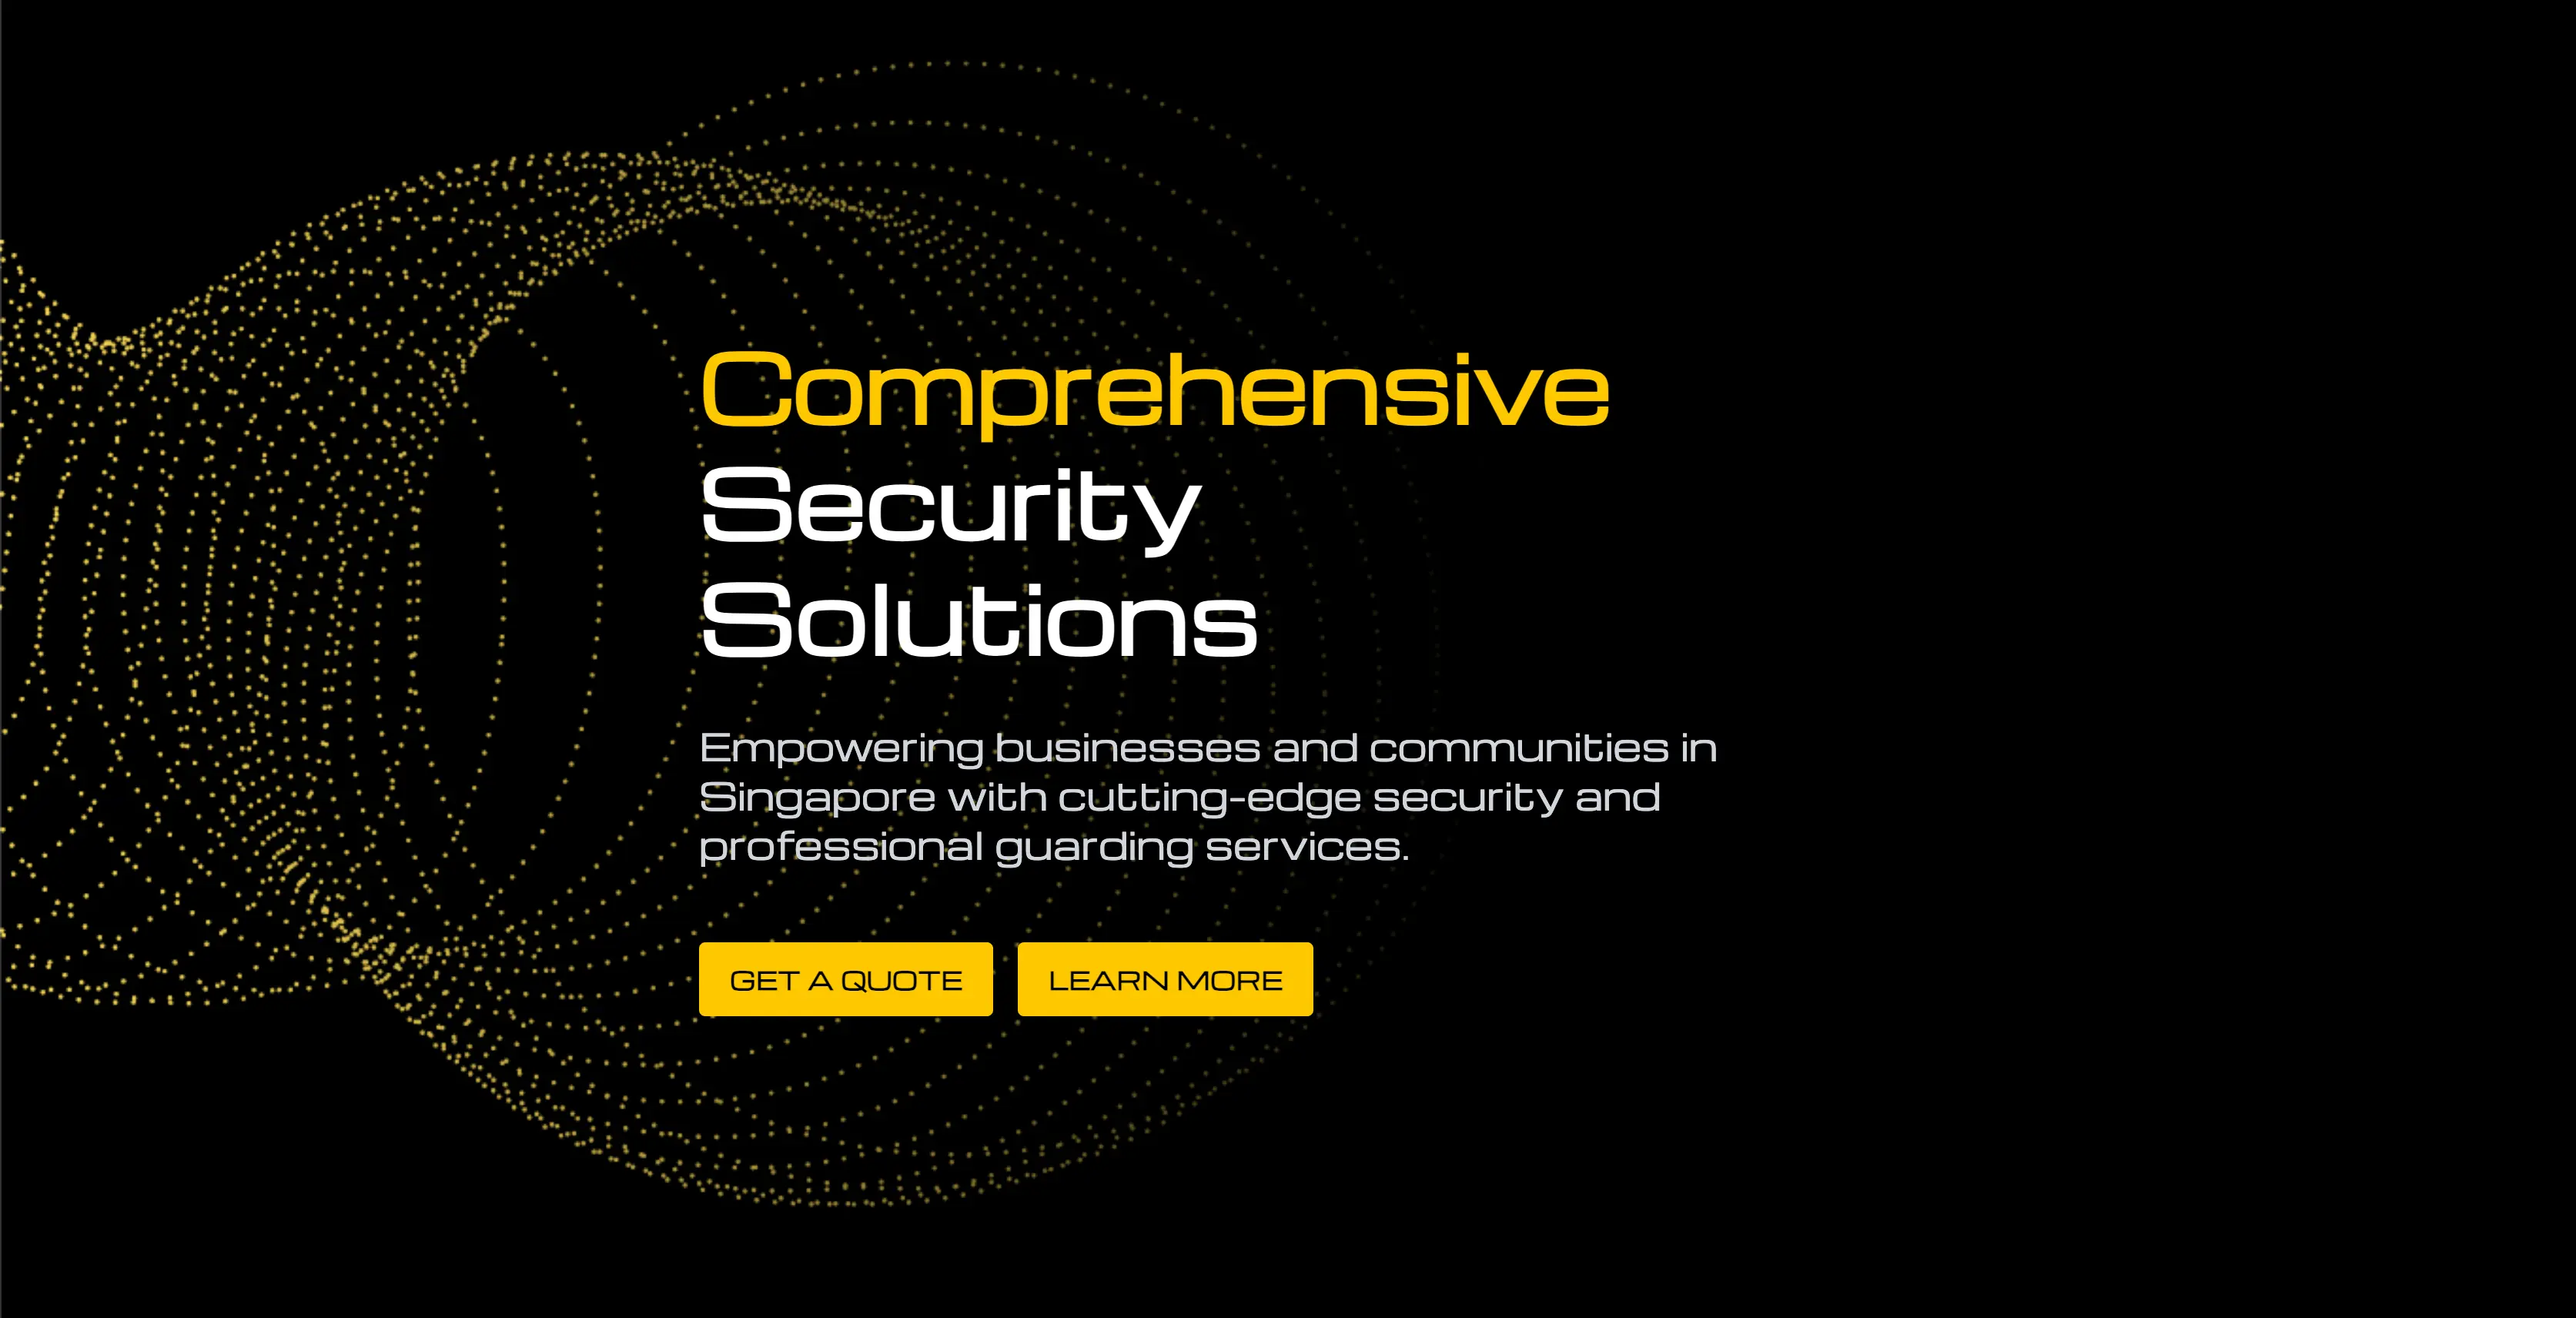 Comprehensive
Security
Solutions
Empowering businesses and communities in
Singapore with cutting-edge security and
professional guarding services.
GET A QUOTE
LEARN MORE